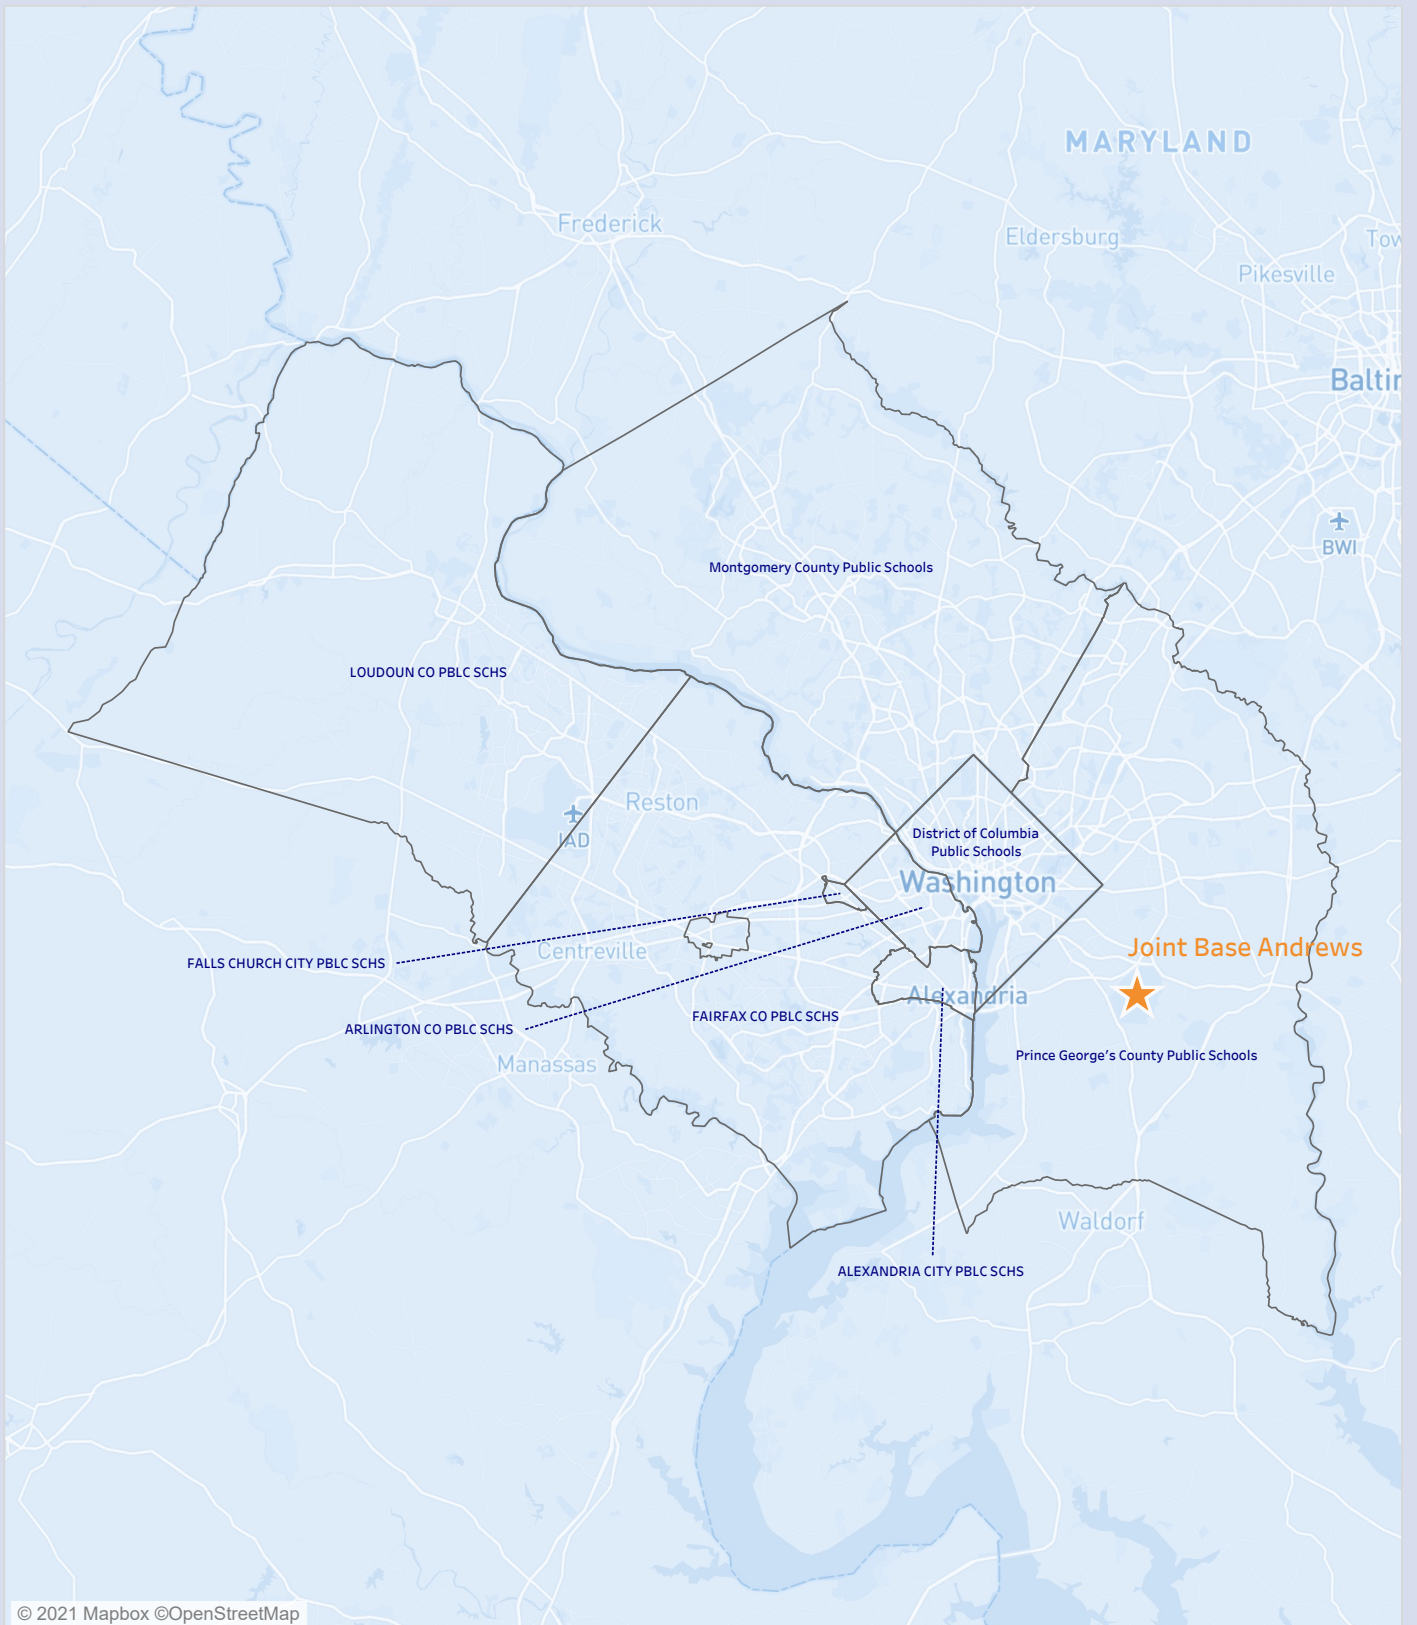 MARYLAND
Frederick
Eldersburg
Tow
Pikesville
Baltir
BWI
Montgomery County Public Schools
LOUDOUN CO PBLC SCHS
Reston
IAD
District of Columbia
Public Schools
Washington
Joint Base Andrews
Centreville
FALLS CHURCH CITY PBLC SCHS
Alexandria
FAIRFAX CO PBLC SCHS
ARLINGTON CO PBLC SCHS
Prince George's County Public Schools
Manassas
Waldorf
ALEXANDRIA CITY PBLC SCHS
© 2021 Mapbox ©OpenStreetMap